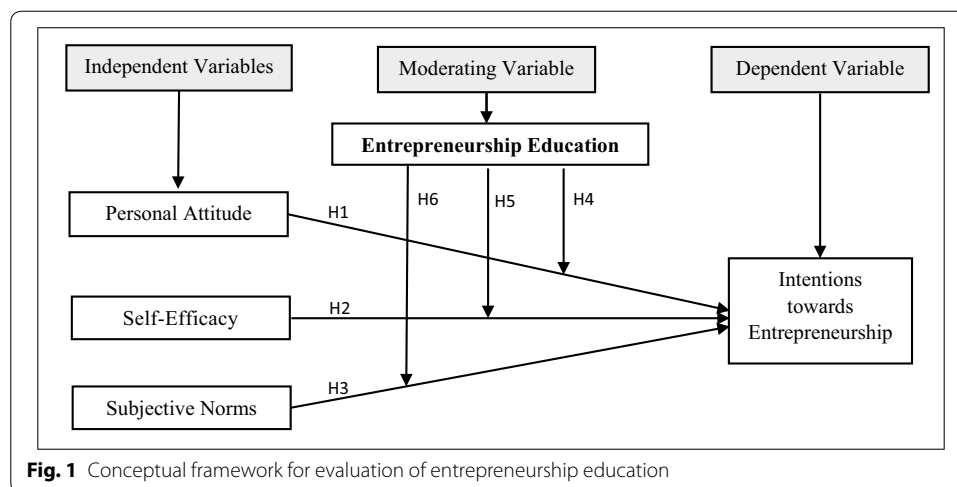 Independent Variables
Moderating Variable
Dependent Variable
Entrepreneurship Education
H6
H5
H4
Personal Attitude
H1
Self-Efficacy
H2
Intentions
towards
Entrepreneurship
Subjective Norms
H3
Fig. 1 Conceptual framework for evaluation of entrepreneurship education